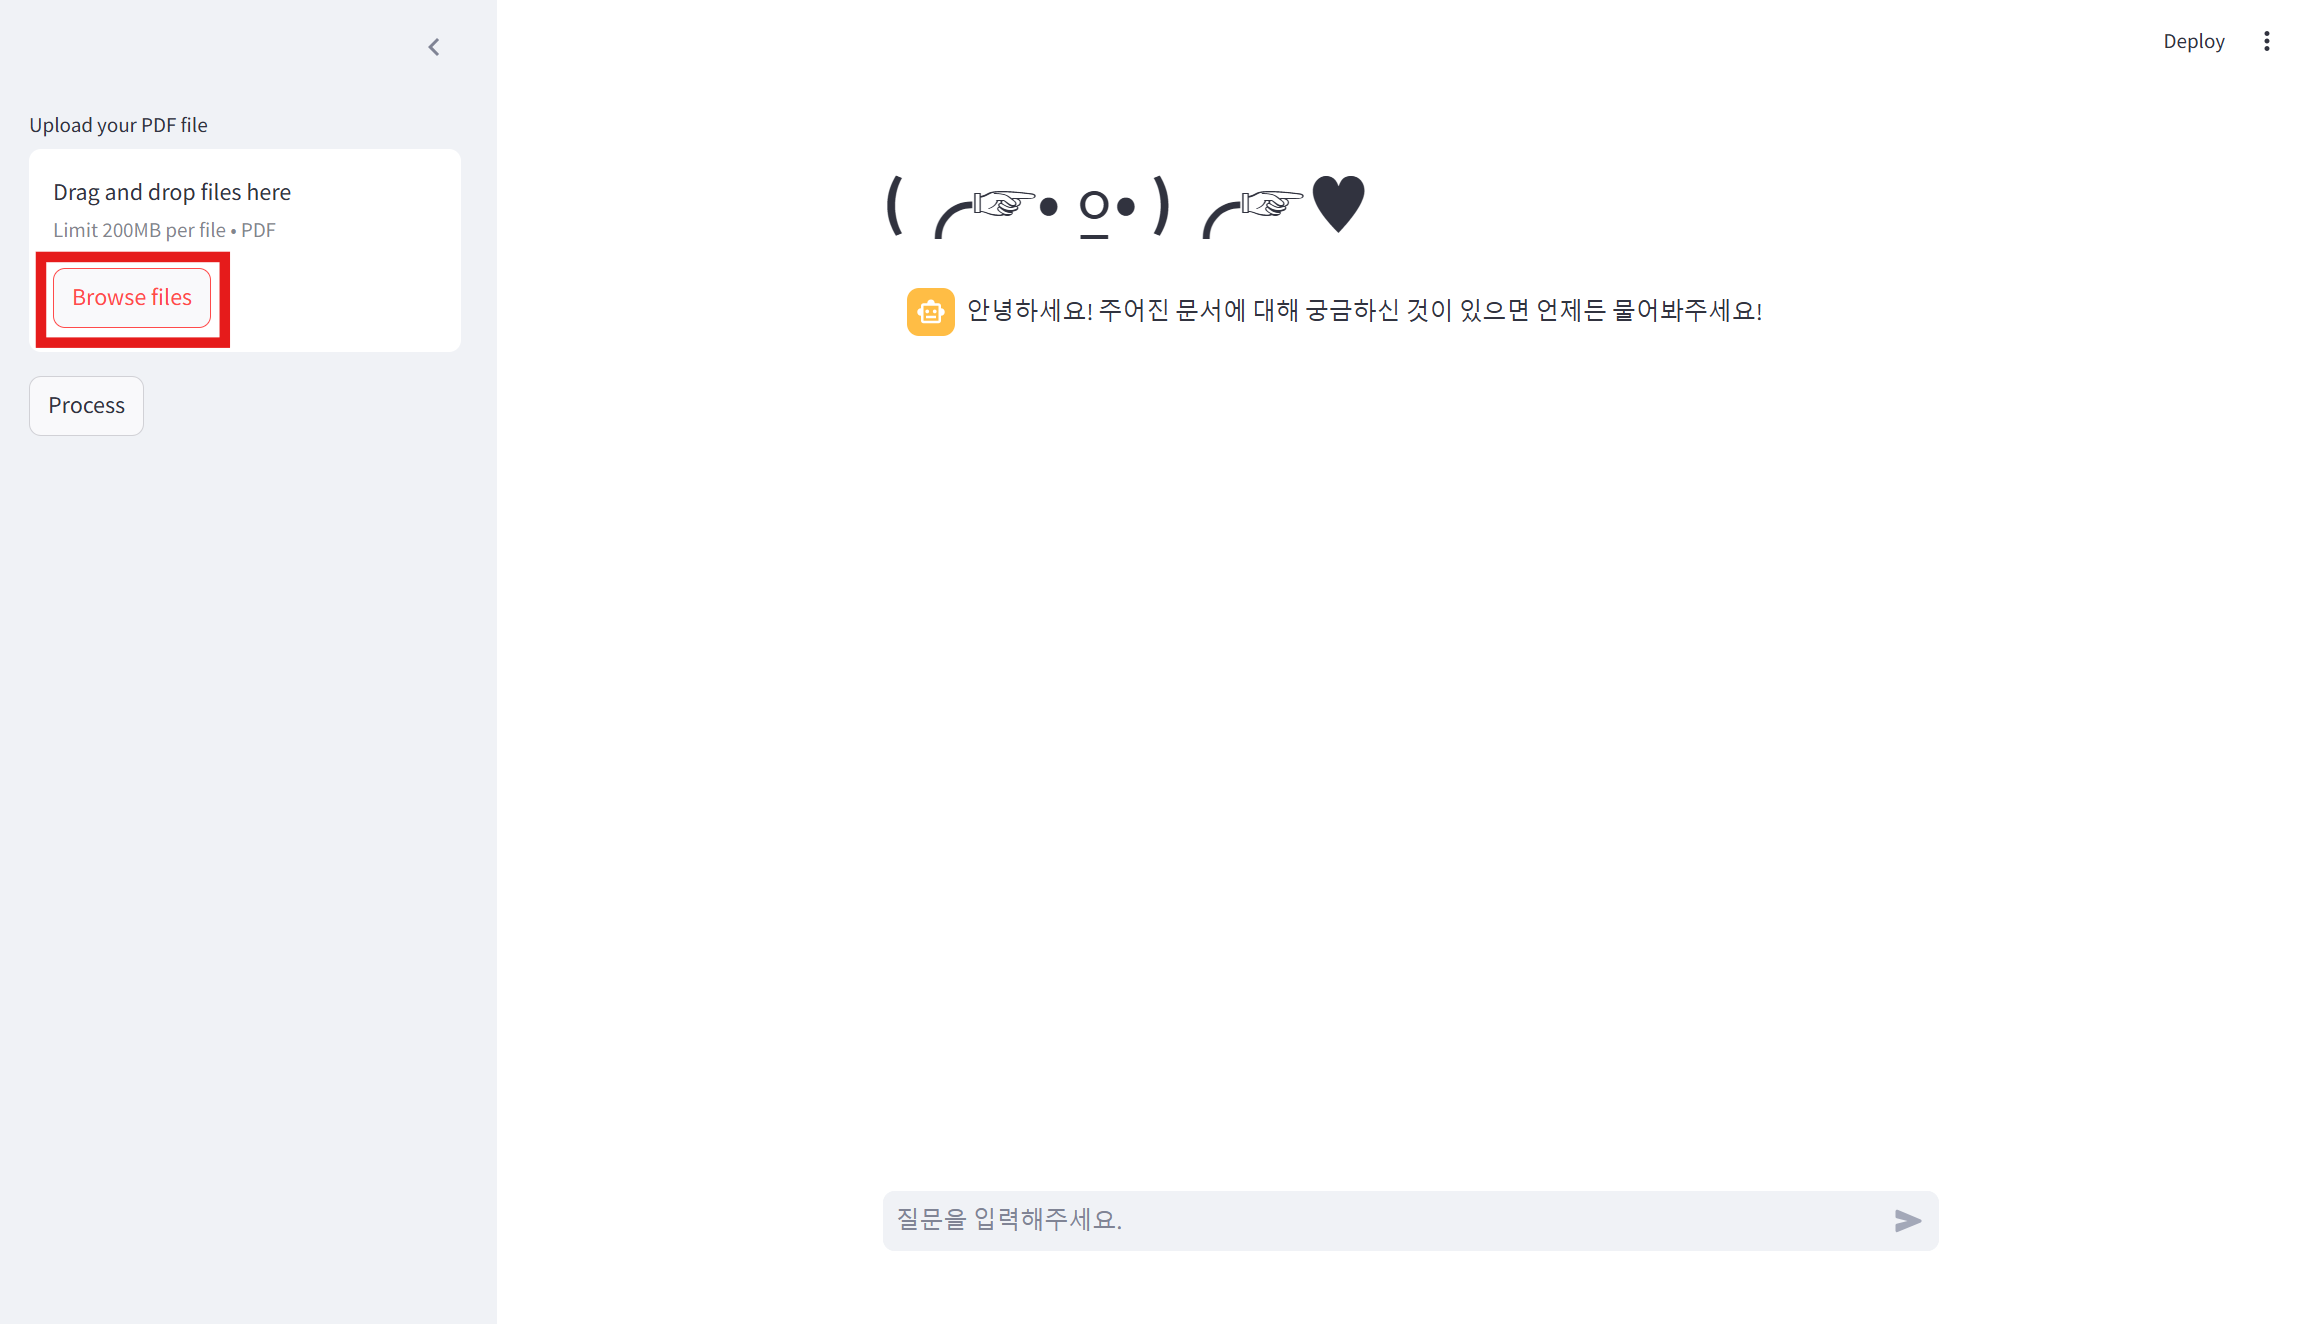 Deploy
Upload your PDF file
Drag and drop files here
Limit 200MB per file • PDF
Browse files
Process
( ╭☞• ͟ʖ• )╭☞♥
안녕하세요! 주어진 문서에 대해 궁금하신 것이 있으면 언제든 물어봐주세요!
질문을 입력해주세요.